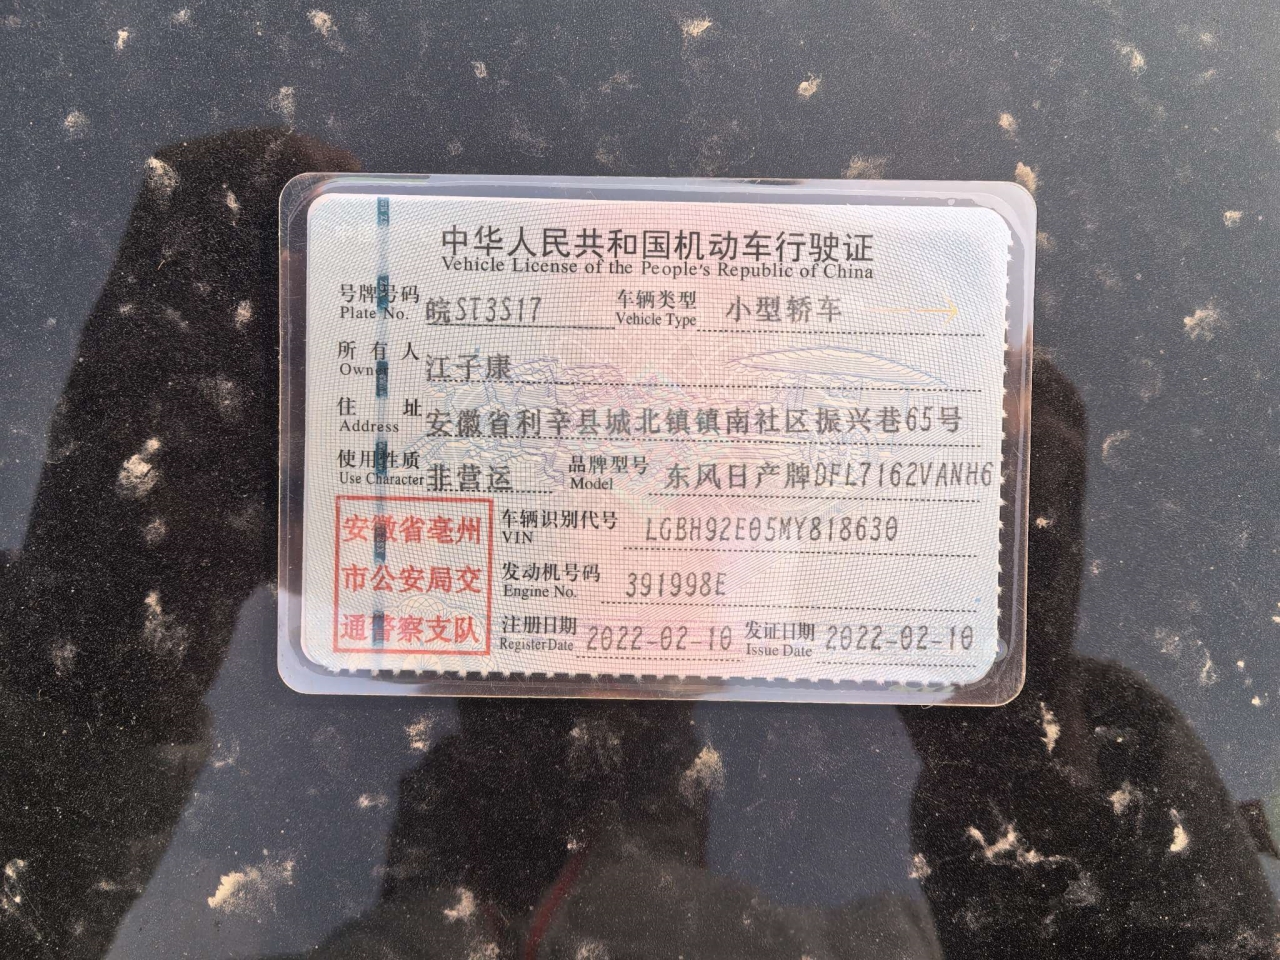 中华人民共和国机动车行驶证
Vehicle License of the People's Republic of China
号牌号码 皖ST3S17 车辆类型 小型轿车
Plate No. Vehicle Type
所有人 江子康
Owner
住址 安徽省利辛县城北镇镇南社区振兴巷65号
Address
使用性质 非营运 品牌型号 东风日产牌DFL7162VANH6
Use Character Model
安徽省亳州
市公安局交
通警察支队
车辆识别代号 LGBH92E05MY818630
VIN
发动机号码 391998E
Engine No.
注册日期 2022-02-10 发证日期 2022-02-10
Register Date Issue Date